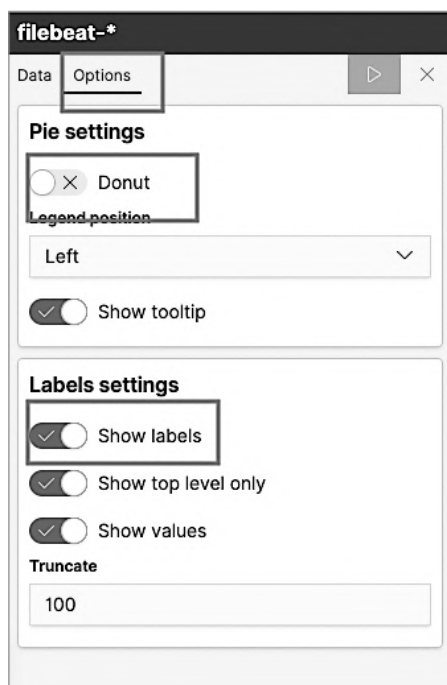 filebeat-*
Data Options
Pie settings
Donut
Legend position
Left
Show tooltip
Labels settings
Show labels
Show top level only
Show values
Truncate
100